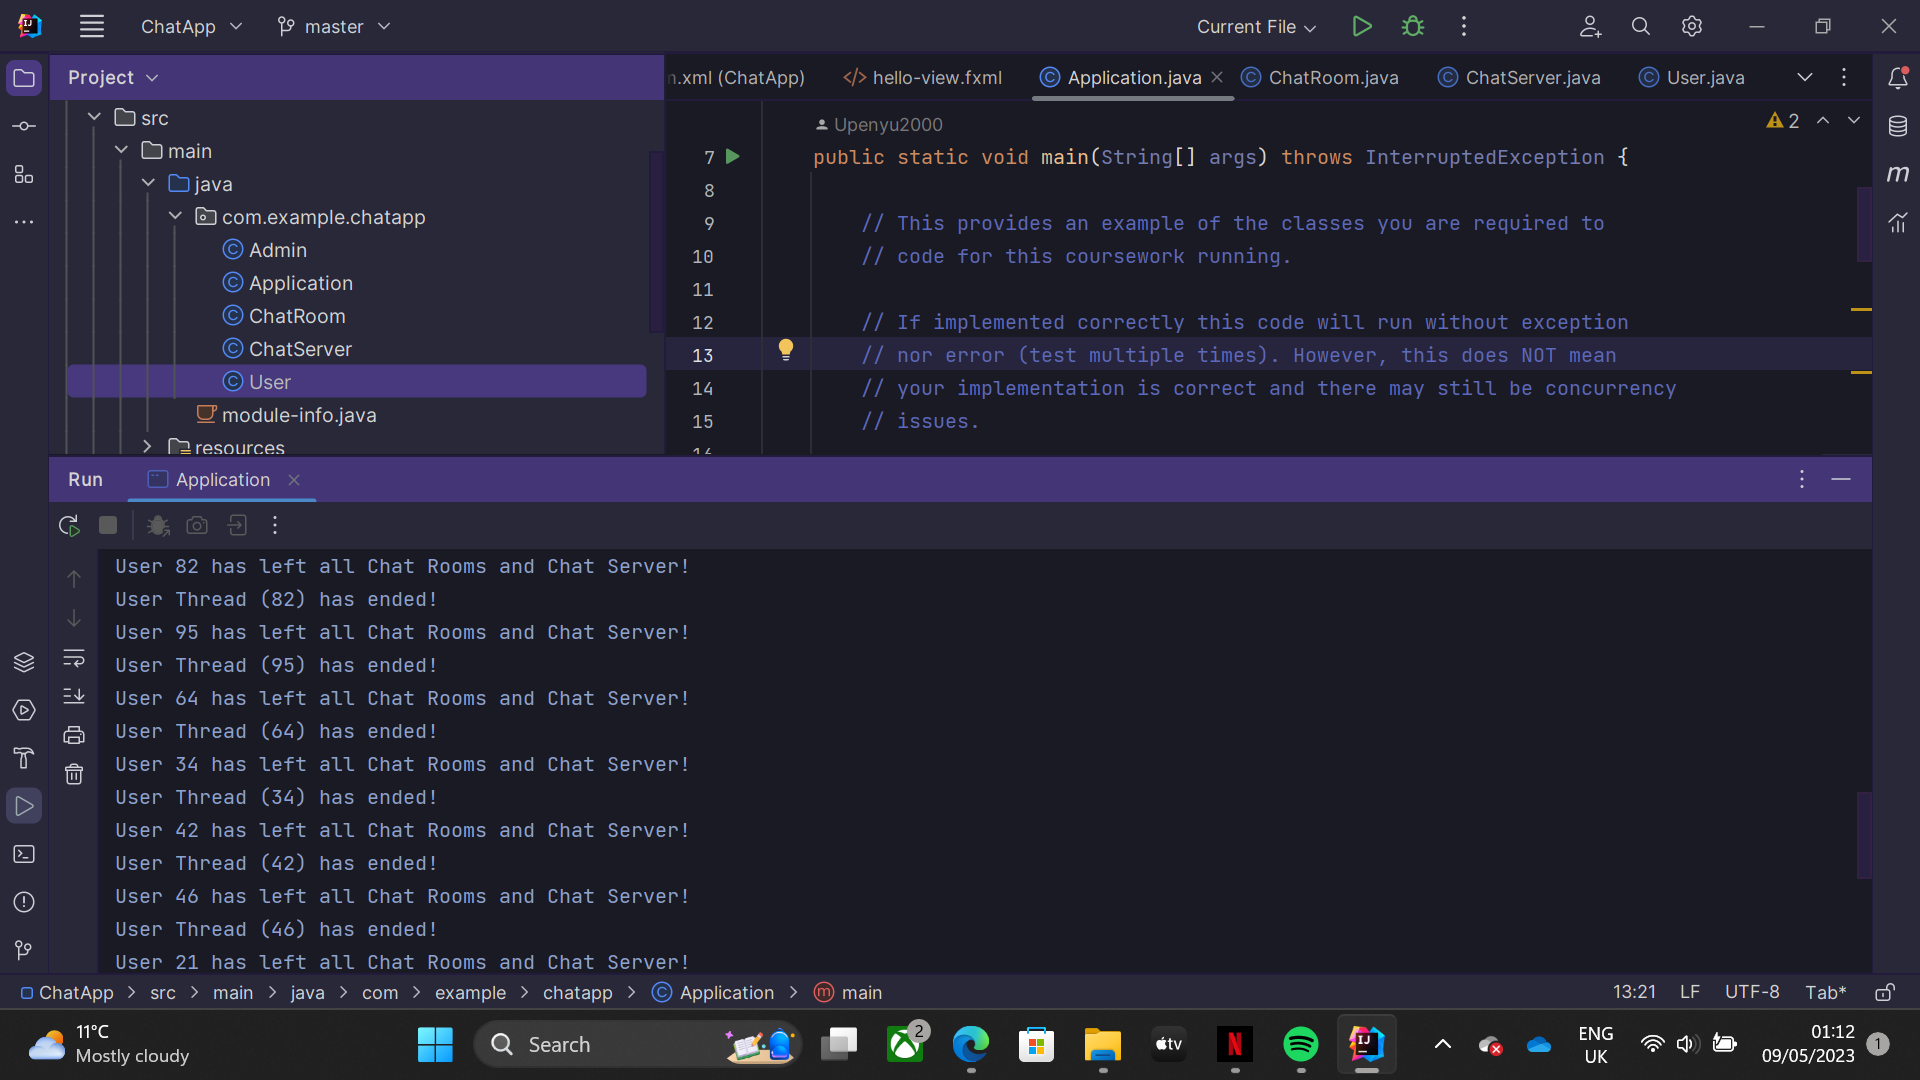 ChatApp
master
Current File
Project
src
main
java
com.example.chatapp
Admin
Application
ChatRoom
ChatServer
User
module-info.java
resources
n.xml (ChatApp)
</> hello-view.fxml
Application.java
ChatRoom.java
ChatServer.java
User.java
Upenyu2000
2
7 public static void main(String[] args) throws InterruptedException {
8
9 // This provides an example of the classes you are required to
10 // code for this coursework running.
11
12 // If implemented correctly this code will run without exception
13 // nor error (test multiple times). However, this does NOT mean
14 // your implementation is correct and there may still be concurrency
15 // issues.
Run
Application
User 82 has left all Chat Rooms and Chat Server!
User Thread (82) has ended!
User 95 has left all Chat Rooms and Chat Server!
User Thread (95) has ended!
User 64 has left all Chat Rooms and Chat Server!
User Thread (64) has ended!
User 34 has left all Chat Rooms and Chat Server!
User Thread (34) has ended!
User 42 has left all Chat Rooms and Chat Server!
User Thread (42) has ended!
User 46 has left all Chat Rooms and Chat Server!
User Thread (46) has ended!
User 21 has left all Chat Rooms and Chat Server!
ChatApp > src > main > java > com > example > chatapp > Application > main
13:21 LF UTF-8 Tab*
11°C
Mostly cloudy
Search
2
tv
ENG
UK
01:12
09/05/2023
1